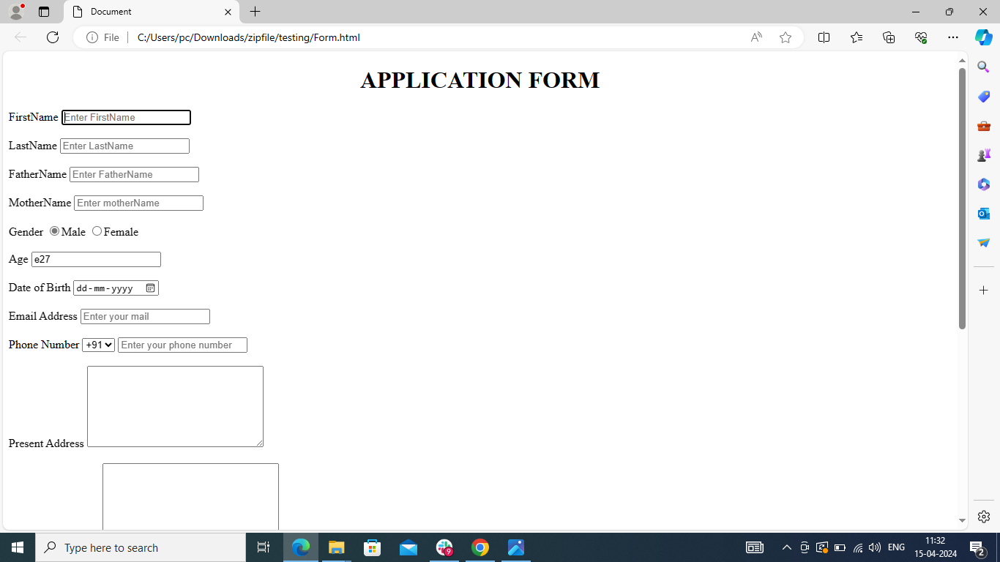 Document
File
C:/Users/pc/Downloads/zipfile/testing/Form.html
APPLICATION FORM
FirstName Enter FirstName
LastName Enter LastName
FatherName Enter FatherName
MotherName Enter motherName
Gender Male Female
Age e27
Date of Birth dd-mm-yyyy
Email Address Enter your mail
Phone Number +91 Enter your phone number
Present Address
Type here to search
9
ENG
11:32
15-04-2024
2